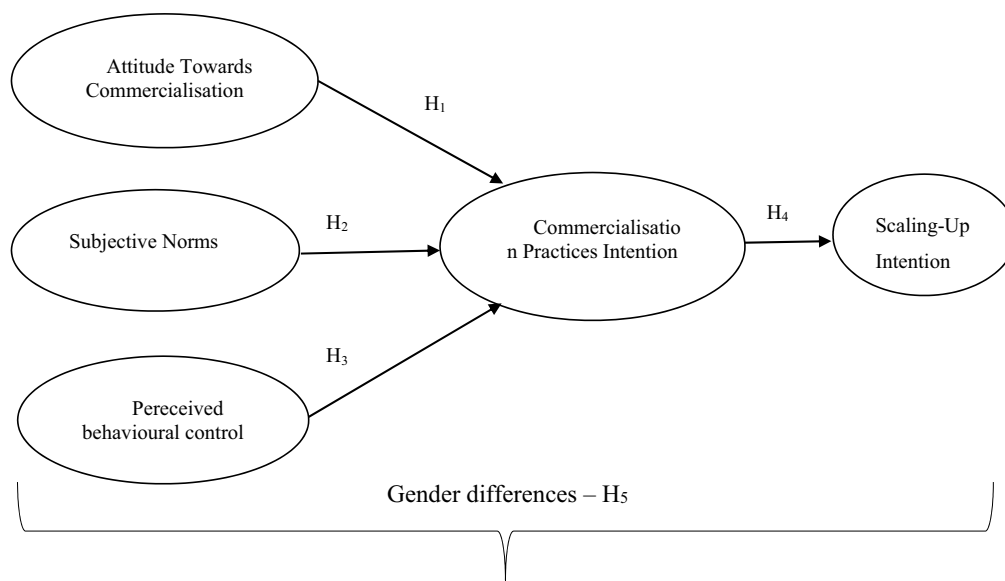 Attitude Towards
Commercialisation
H1
Subjective Norms
H2
Commercialisatio
n Practices Intention
H4
Scaling-Up
Intention
H3
Pereceived
behavioural control
Gender differences – H5